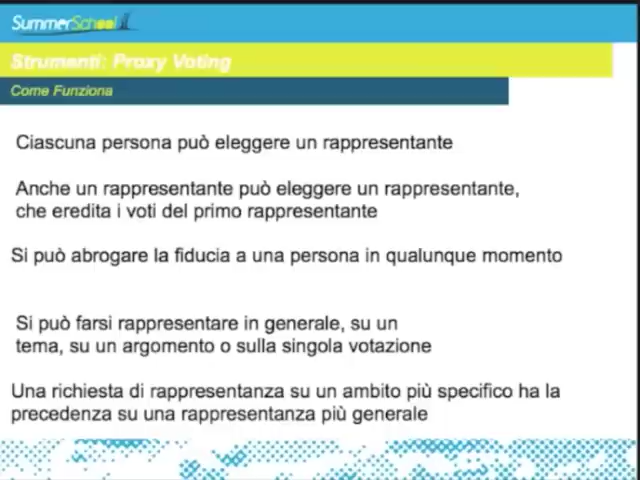 SummerSchool
Strumenti: Proxy Voting
Come Funziona
Ciascuna persona può eleggere un rappresentante
Anche un rappresentante può eleggere un rappresentante,
che eredita i voti del primo rappresentante
Si può abrogare la fiducia a una persona in qualunque momento
Si può farsi rappresentare in generale, su un
tema, su un argomento o sulla singola votazione
Una richiesta di rappresentanza su un ambito più specifico ha la
precedenza su una rappresentanza più generale